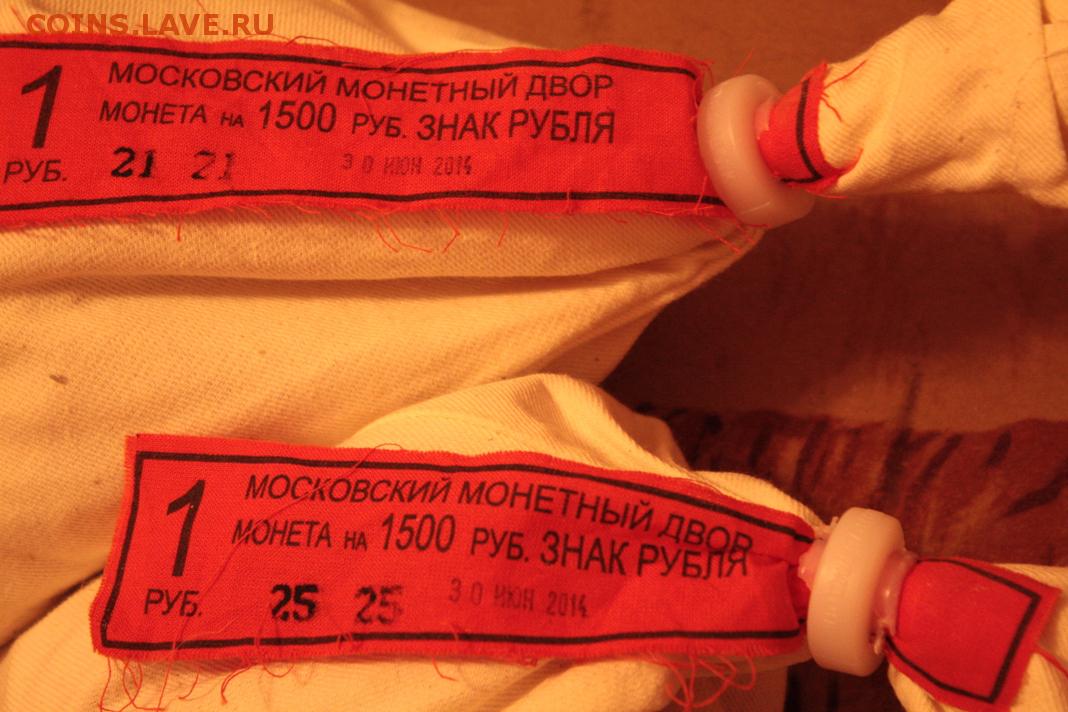 COINS.LAVE.RU
1
РУБ.
МОСКОВСКИЙ МОНЕТНЫЙ ДВОР
МОНЕТА НА 1500 РУБ. ЗНАК РУБЛЯ
21 21 30 ИЮН 2014
1
РУБ.
МОСКОВСКИЙ МОНЕТНЫЙ ДВОР
МОНЕТА НА 1500 РУБ. ЗНАК РУБЛЯ
25 25 30 ИЮН 2014